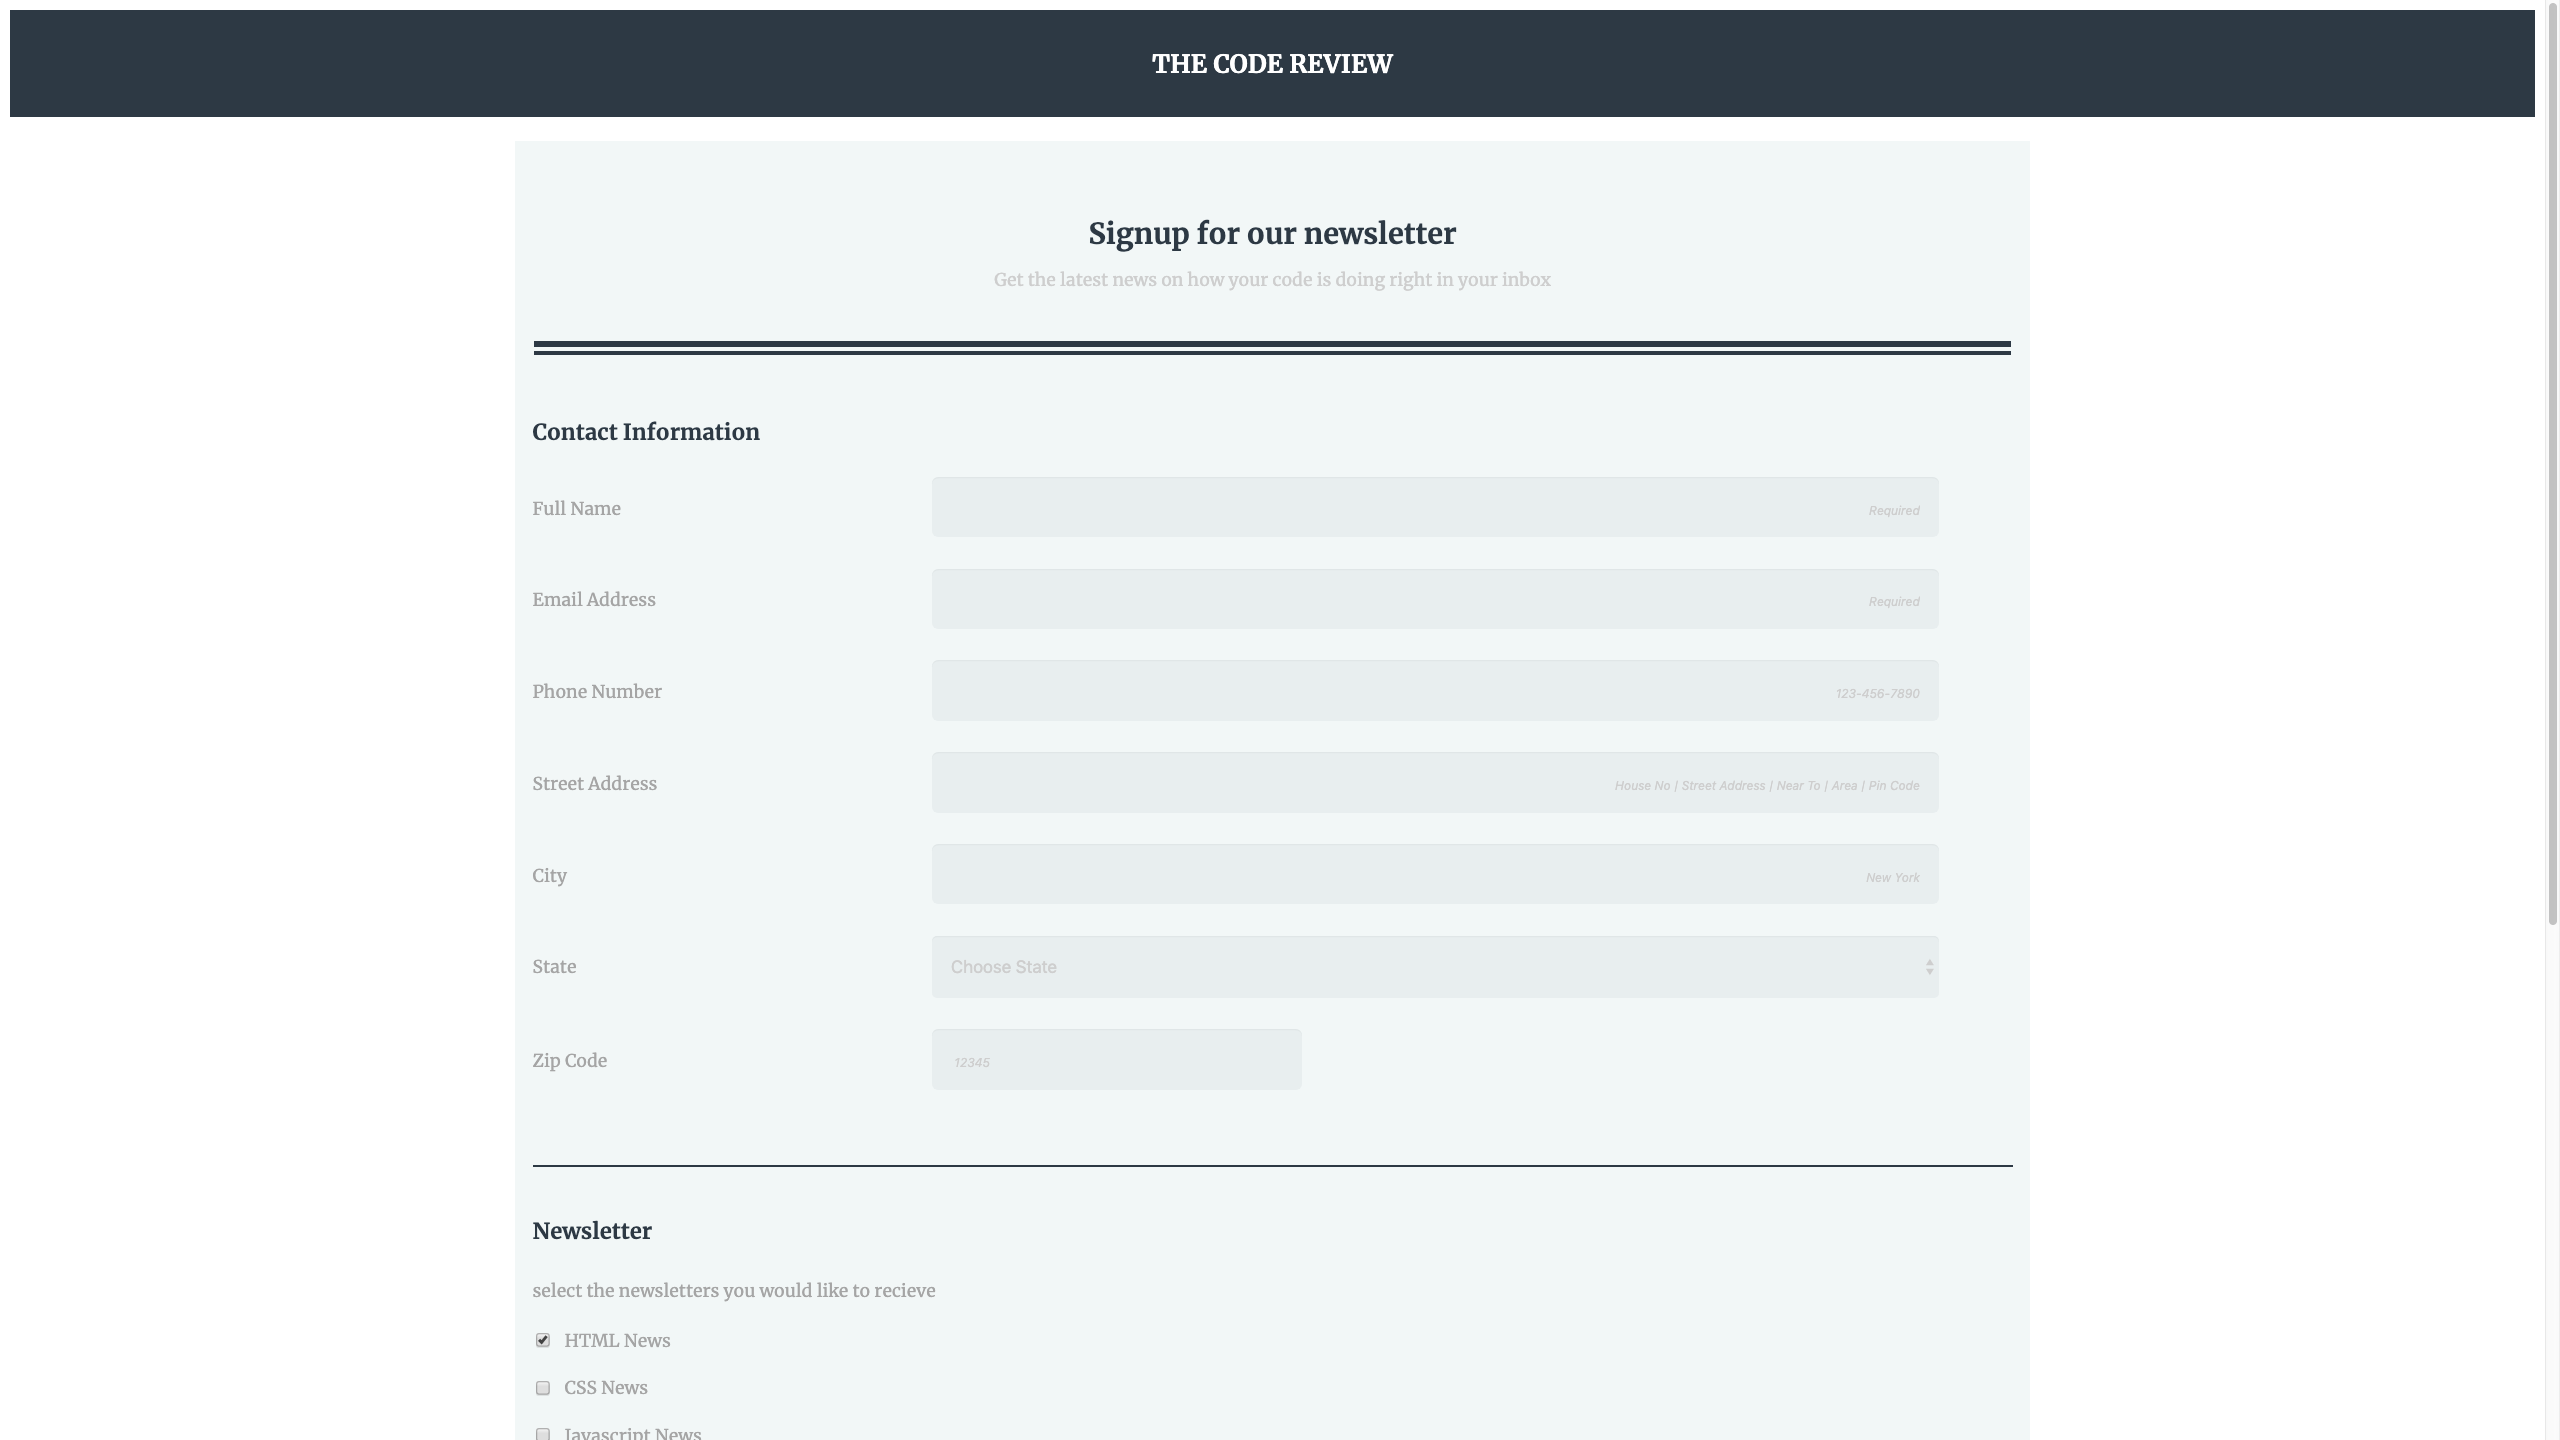 THE CODE REVIEW
Signup for our newsletter
Get the latest news on how your code is doing right in your inbox
Contact Information
Full Name
Required
Email Address
Required
Phone Number
123-456-7890
Street Address
House No | Street Address | Near To | Area | Pin Code
City
New York
State
Choose State
Zip Code
12345
Newsletter
select the newsletters you would like to recieve
HTML News
CSS News
Javascript News